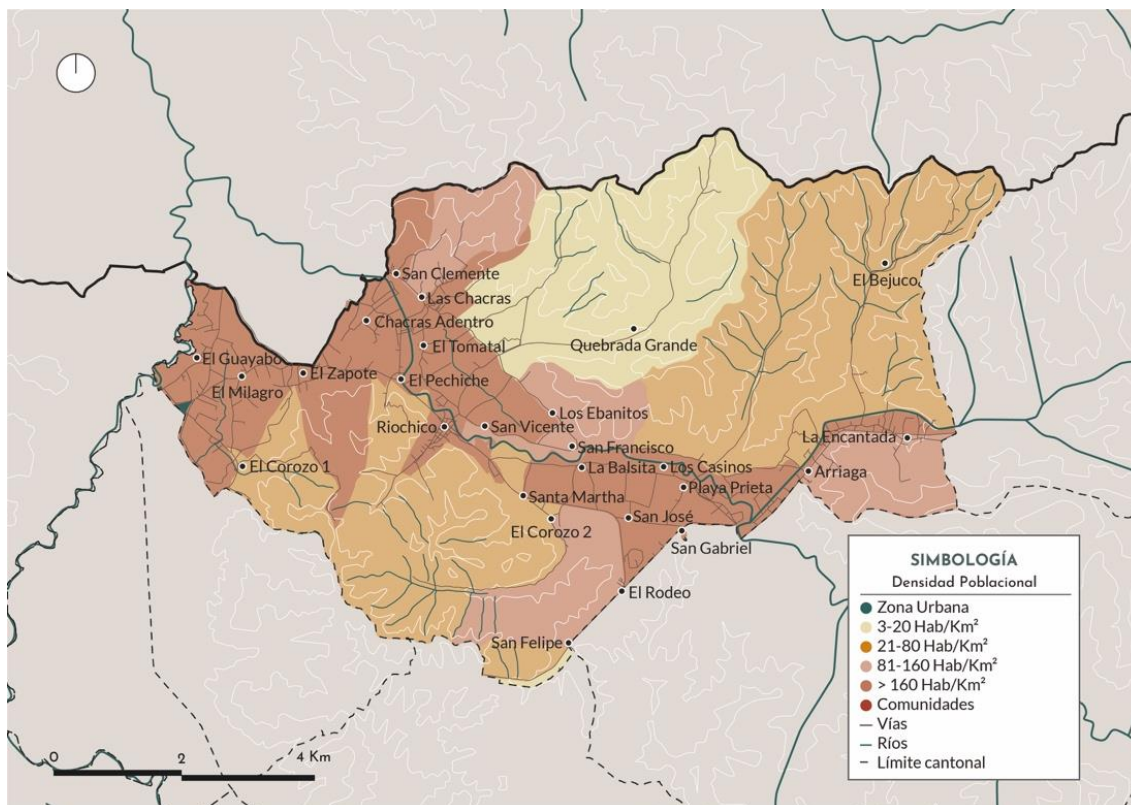 El Bejuco
San Clemente
Las Chacras
Chacras Adentro
El Tomatal
Quebrada Grande
El Guayabo
El Milagro
El Zapote
El Pechiche
Los Ebanitos
Riochico
San Vicente
San Francisco
La Encantada
El Corozo 1
La Balsita
Los Casinos
Arriaga
Santa Martha
Playa Prieta
El Corozo 2
San José
San Gabriel
El Rodeo
San Felipe
0
2
4 Km
SIMBOLOGÍA
Densidad Poblacional
Zona Urbana
3-20 Hab/Km²
21-80 Hab/Km²
81-160 Hab/Km²
> 160 Hab/Km²
Comunidades
Vías
Ríos
Límite cantonal